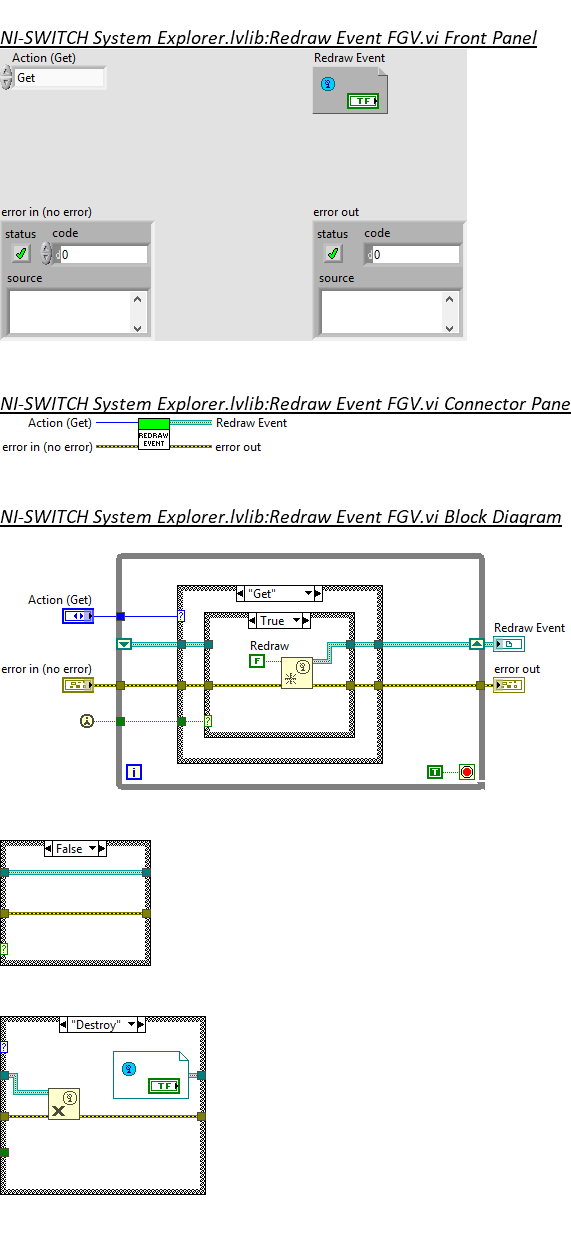 NI-SWITCH System Explorer.lvlib:Redraw Event FGV.vi Front Panel
Action (Get)
Redraw Event
Get
TF
error in (no error)
error out
status code
status code
0
0
source
source
NI-SWITCH System Explorer.lvlib:Redraw Event FGV.vi Connector Pane
Action (Get)
Redraw Event
REDRAW
EVENT
error in (no error)
error out
NI-SWITCH System Explorer.lvlib:Redraw Event FGV.vi Block Diagram
"Get"
Action (Get)
?
True
Redraw Event
Redraw
F
error in (no error)
error out
?
i
T
False
?
"Destroy"
?
TF